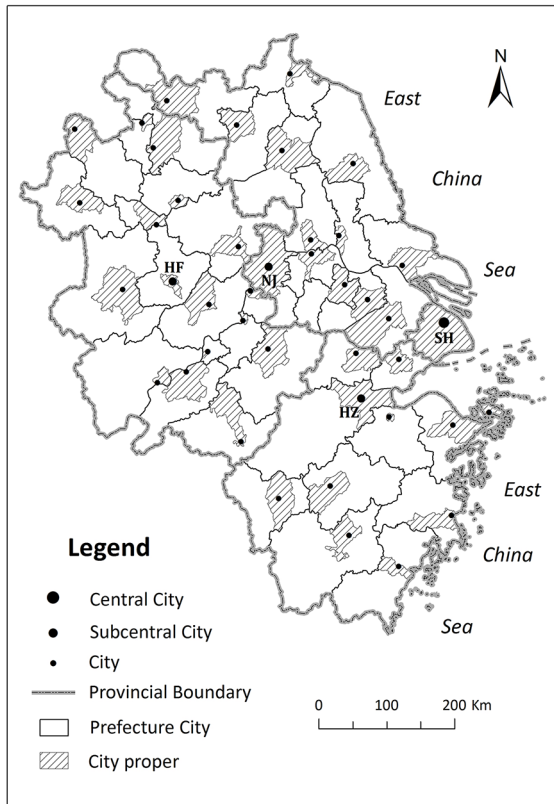 N
East
China
Sea
HF
NJ
SH
HZ
East
China
Sea
Legend
Central City
Subcentral City
City
Provincial Boundary
Prefecture City
City proper
0 100 200 Km